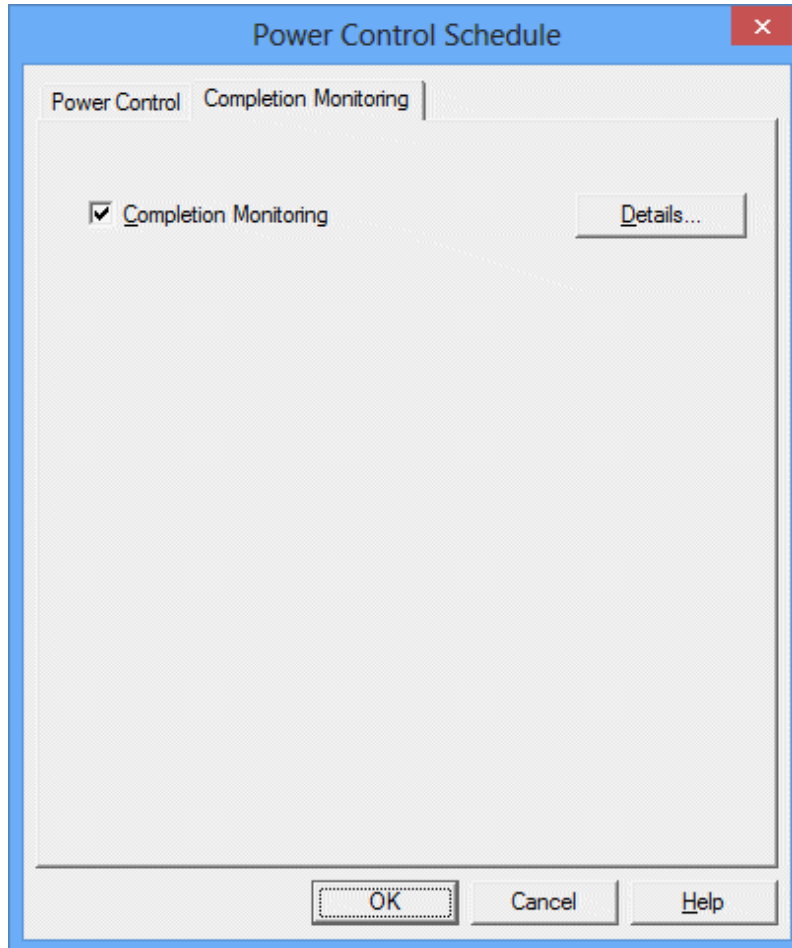 Power Control Schedule
Power Control Completion Monitoring
Completion Monitoring Details...
OK Cancel Help